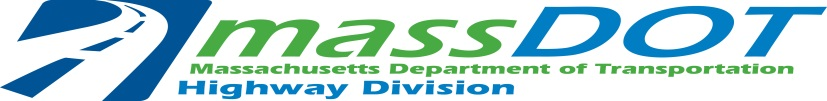 massDOT
Massachusetts Department of Transportation
Highway Division